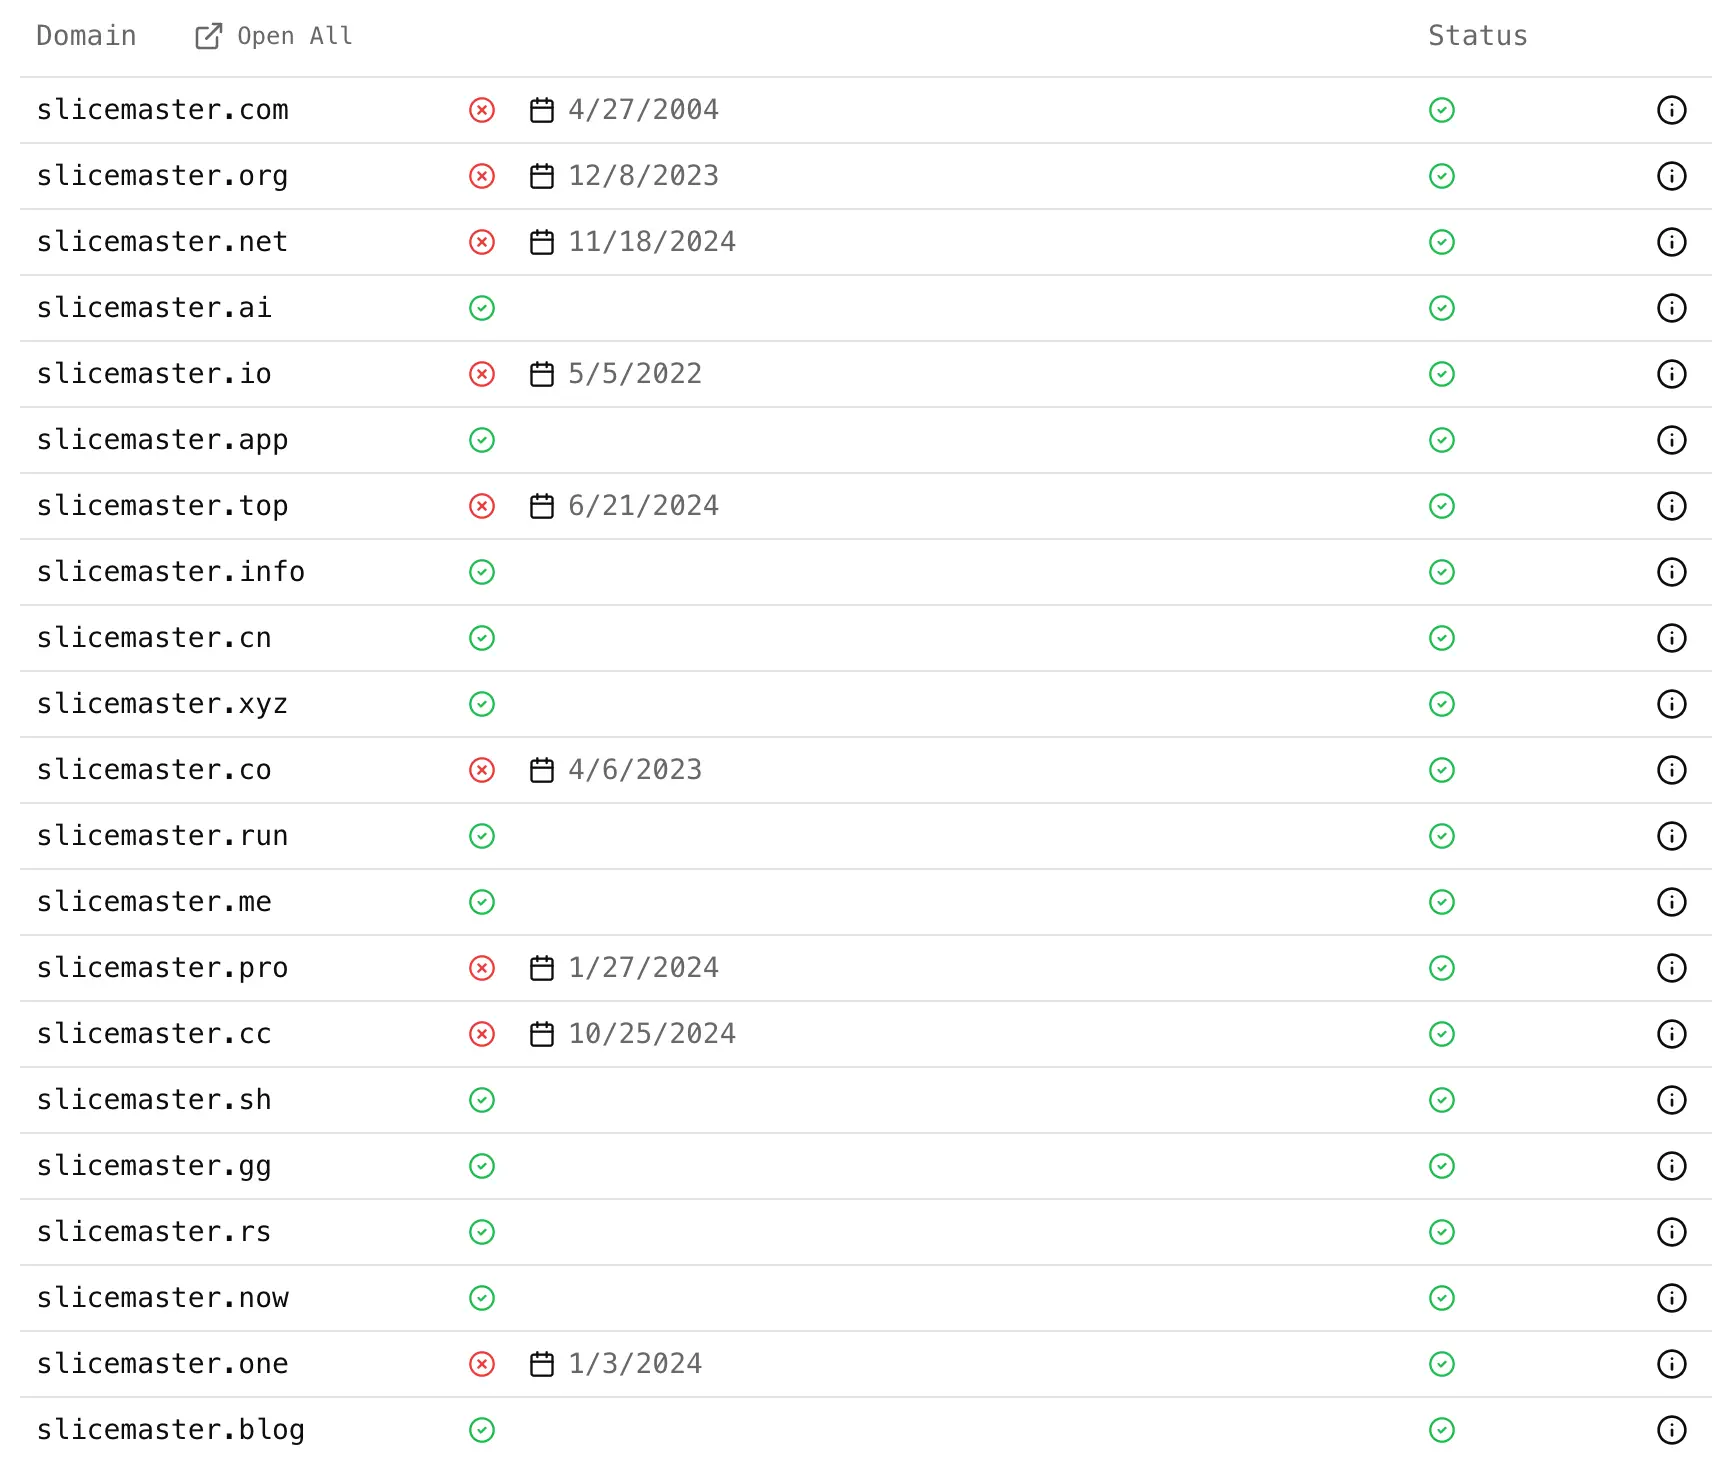 Domain Open All Status
slicemaster.com 4/27/2004
slicemaster.org 12/8/2023
slicemaster.net 11/18/2024
slicemaster.ai
slicemaster.io 5/5/2022
slicemaster.app
slicemaster.top 6/21/2024
slicemaster.info
slicemaster.cn
slicemaster.xyz
slicemaster.co 4/6/2023
slicemaster.run
slicemaster.me
slicemaster.pro 1/27/2024
slicemaster.cc 10/25/2024
slicemaster.sh
slicemaster.gg
slicemaster.rs
slicemaster.now
slicemaster.one 1/3/2024
slicemaster.blog